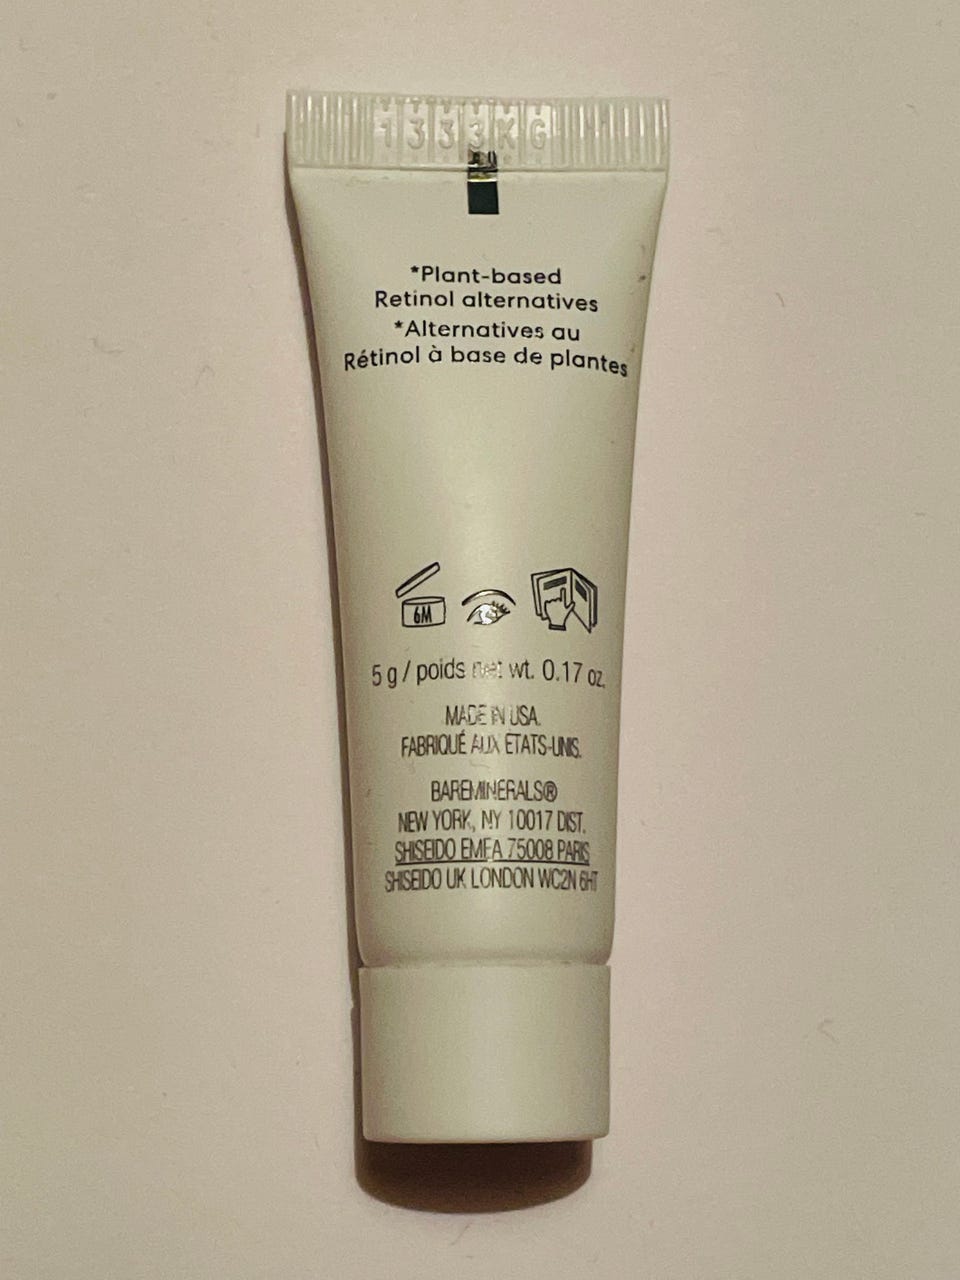 1333KG
*Plant-based
Retinol alternatives
*Alternatives au
Rétinol à base de plantes
6M
5 g / poids net wt. 0.17 oz.
MADE IN USA.
FABRIQUÉ AUX ÉTATS-UNIS.
BAREMINERALS®
NEW YORK, NY 10017 DIST.
SHISEIDO EMEA 75008 PARIS
SHISEIDO UK LONDON WC2N 6HT